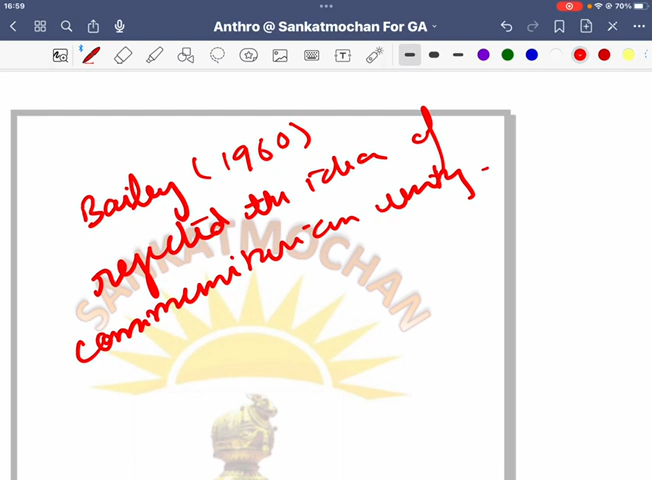 16:59
70%
Anthro @ Sankatmochan For GA
Bailey (1960)
rejected the idea of
communitarian unity.
SANKATMOCHAN